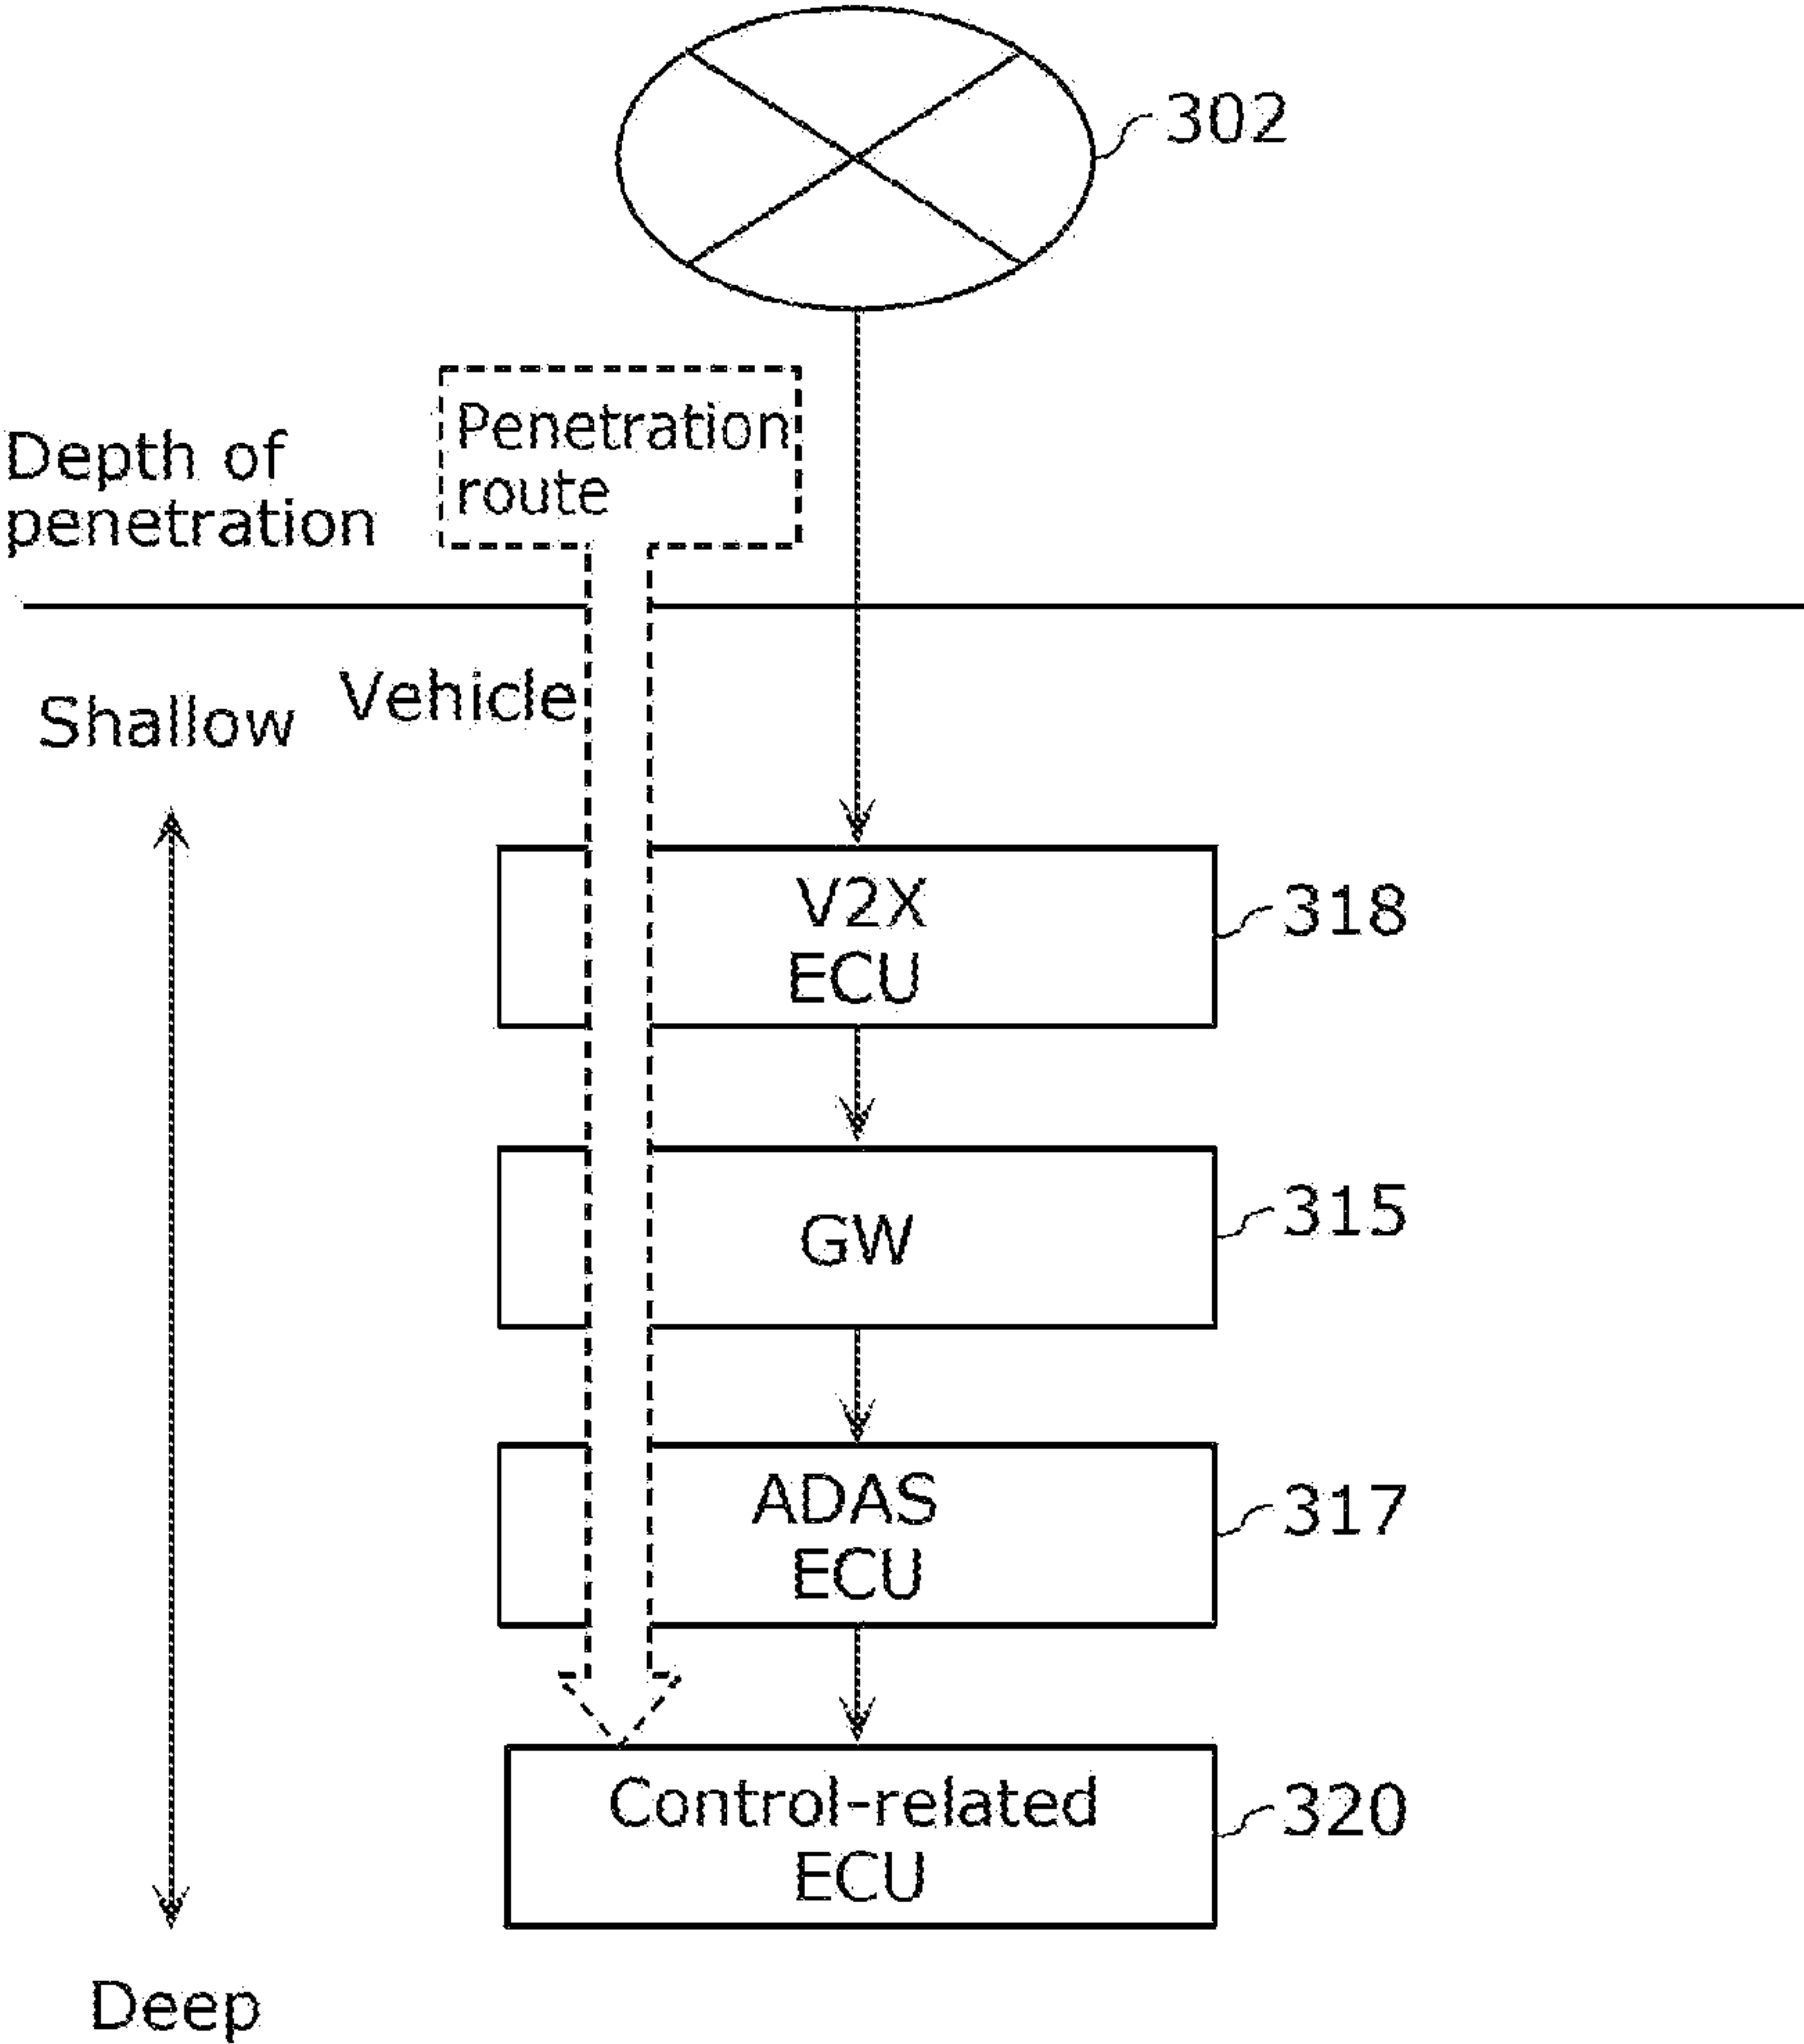 302
Penetration
route
Depth of
penetration
Vehicle
Shallow
V2X
ECU
318
GW
315
ADAS
ECU
317
Control-related
ECU
320
Deep